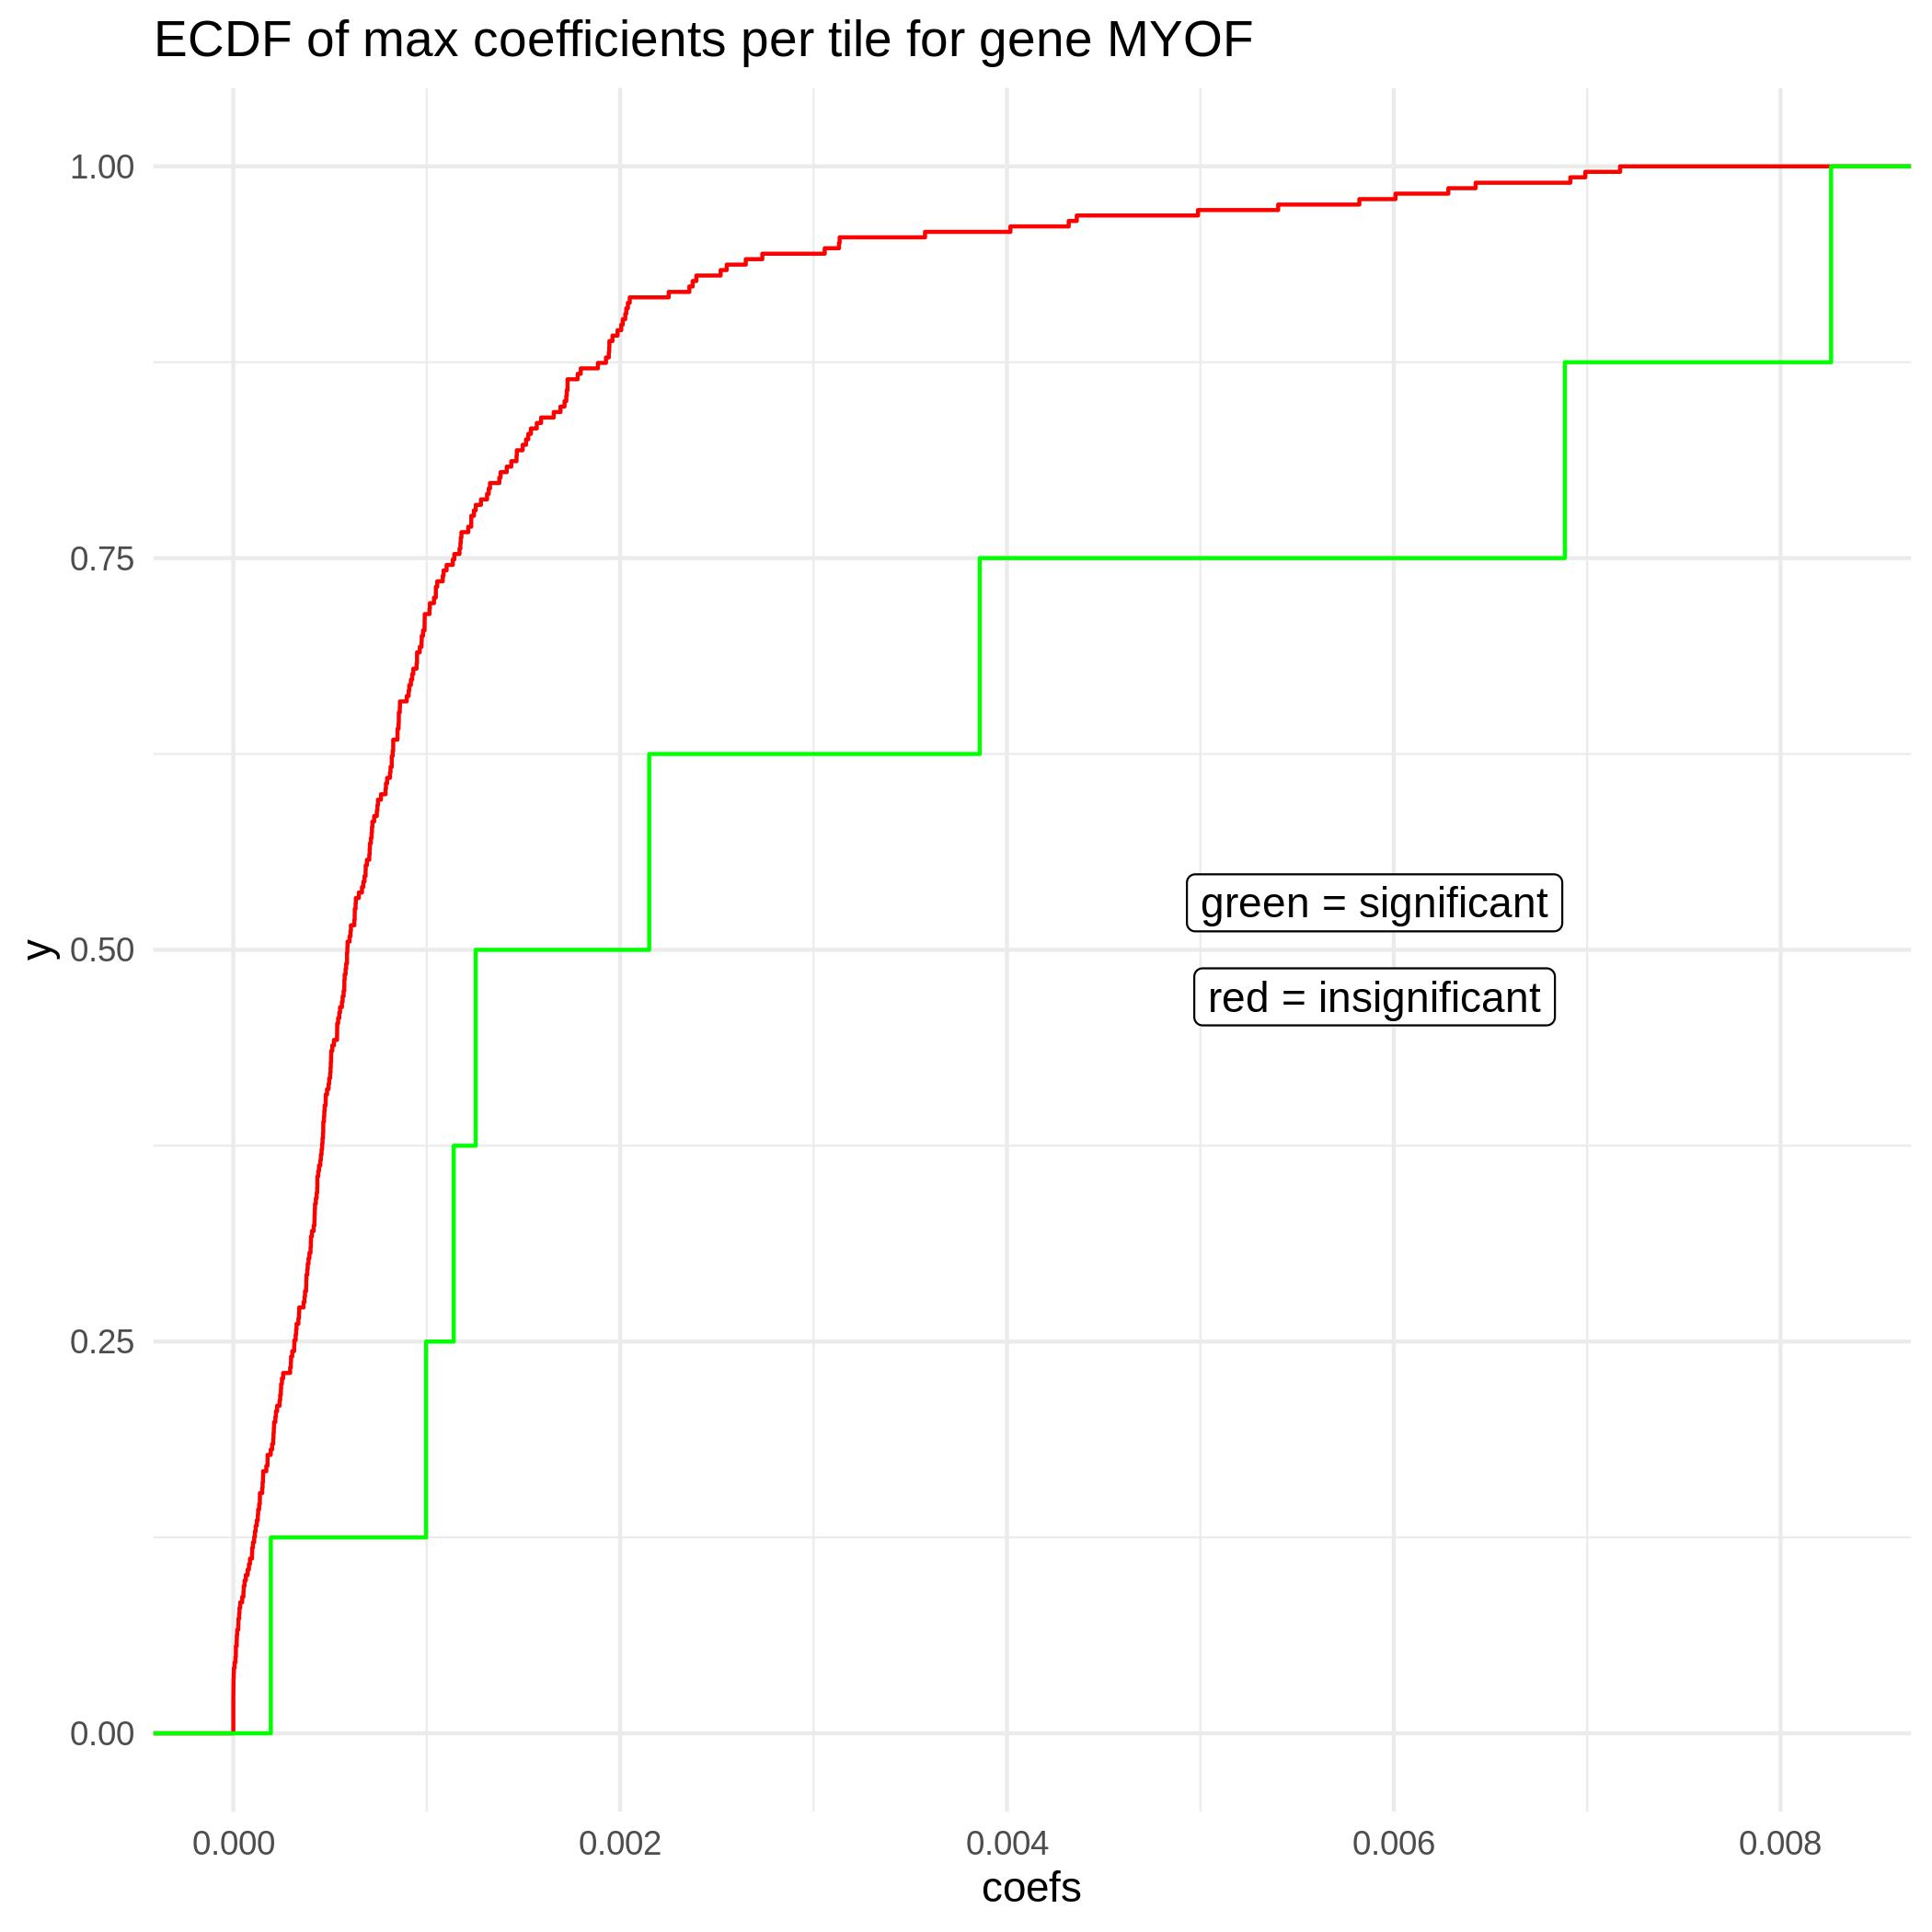 ECDF of max coefficients per tile for gene MYOF
1.00
0.75
0.50
0.25
0.00
y
green = significant
red = insignificant
0.000 0.002 0.004 0.006 0.008
coefs